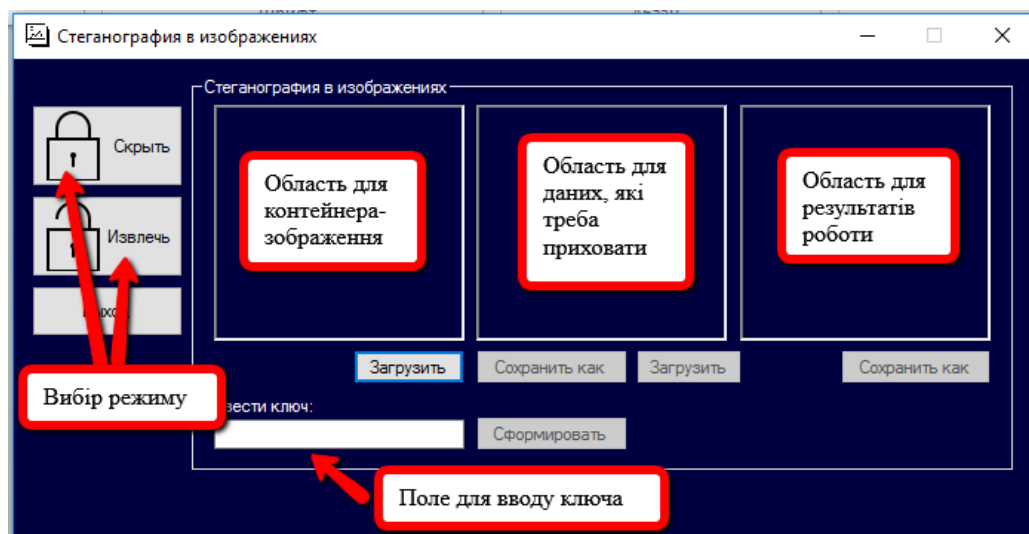 Стеганография в изображениях
Стеганография в изображениях
Скрыть
Извлечь
Область для
контейнера-
зображення
Область для
даних, які
треба
приховати
Область для
результатів
роботи
Загрузить
Сохранить как
Загрузить
Сохранить как
Вибір режиму
ключ:
Сформировать
Поле для вводу ключа